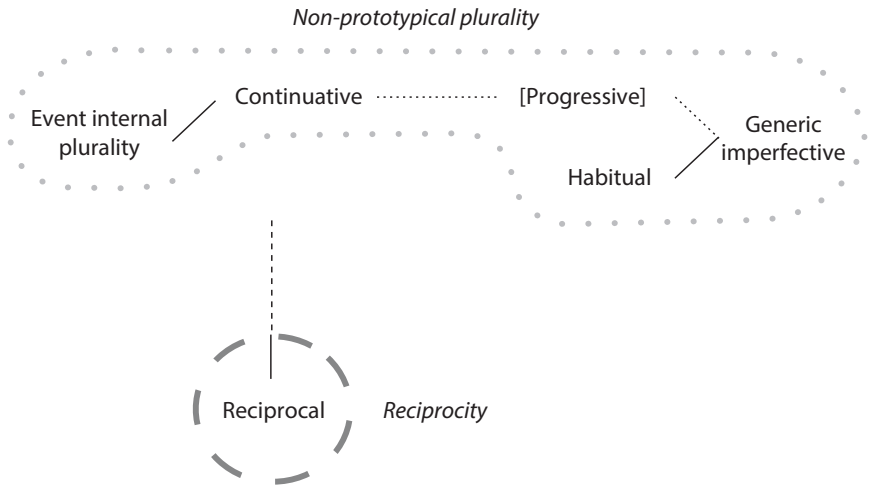 Non-prototypical plurality
Continuative
[Progressive]
Event internal
plurality
Generic
imperfective
Habitual
Reciprocal
Reciprocity